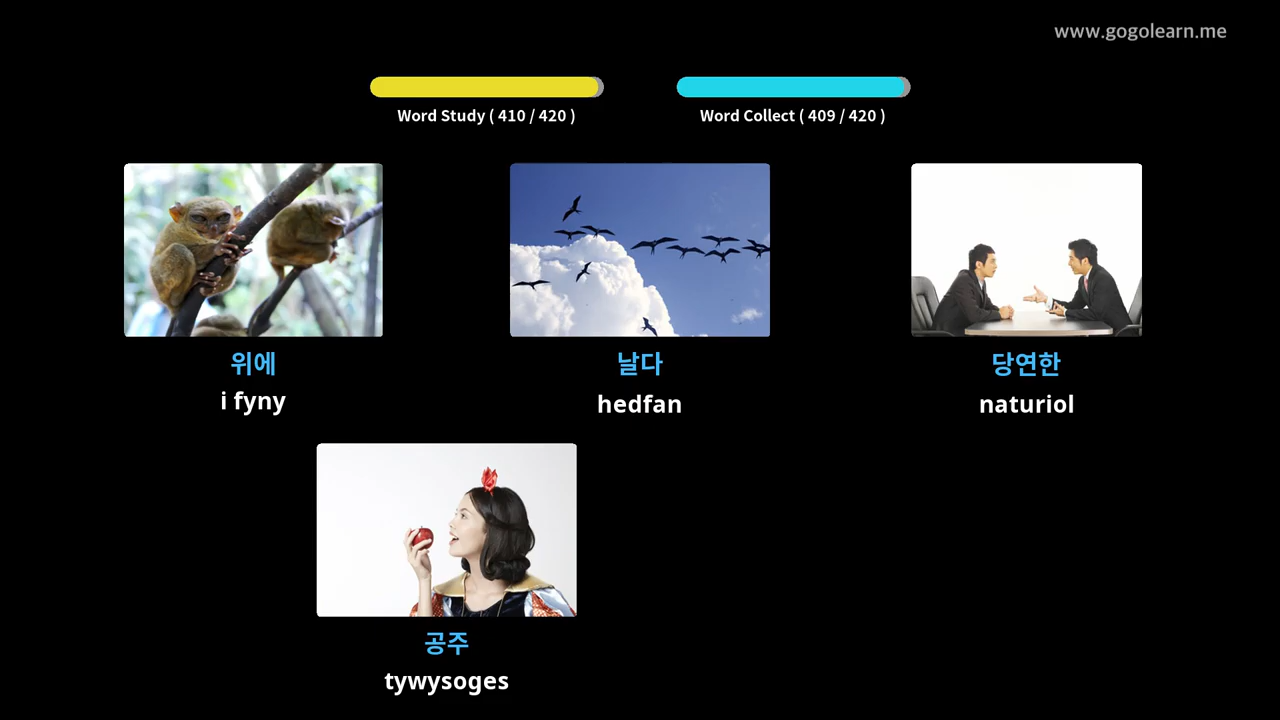 www.gogolearn.me
Word Study ( 410 / 420 )
Word Collect ( 409 / 420 )
위에
i fyny
날다
hedfan
당연한
naturiol
공주
tywysoges